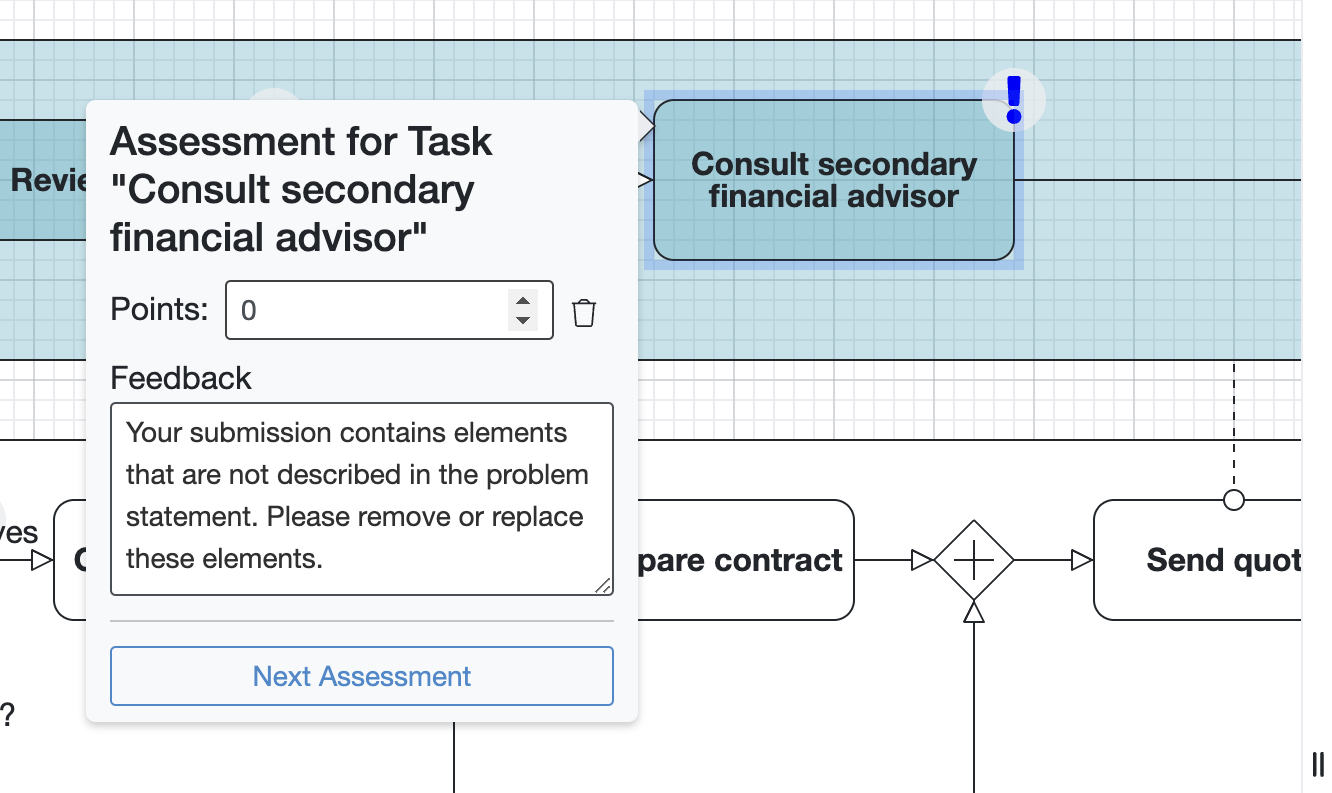 Assessment for Task
"Consult secondary
financial advisor"
Points: 0
Feedback
Your submission contains elements
that are not described in the problem
statement. Please remove or replace
these elements.
Next Assessment
Consult secondary
financial advisor
!
Revie
yes
C
pare contract
Send quot
?